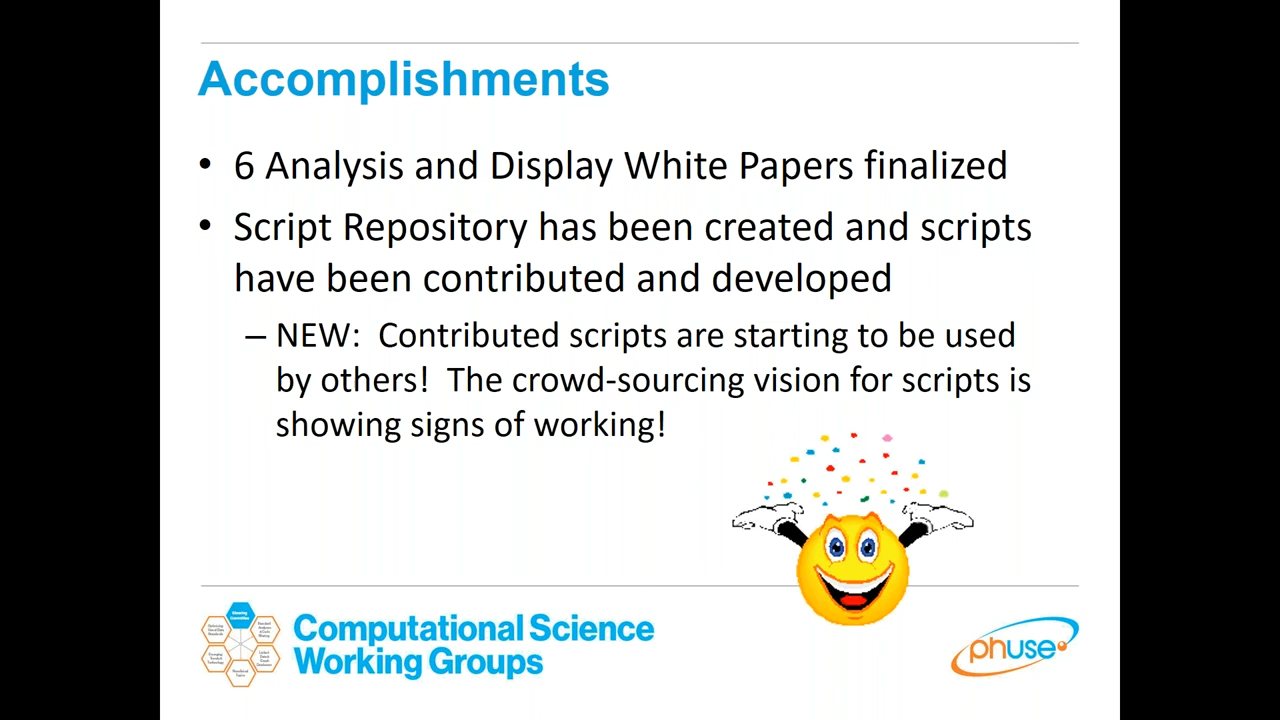 Accomplishments
• 6 Analysis and Display White Papers finalized
• Script Repository has been created and scripts
have been contributed and developed
– NEW:  Contributed scripts are starting to be used
by others!  The crowd-sourcing vision for scripts is
showing signs of working!
Computational Science
Working Groups
phuse